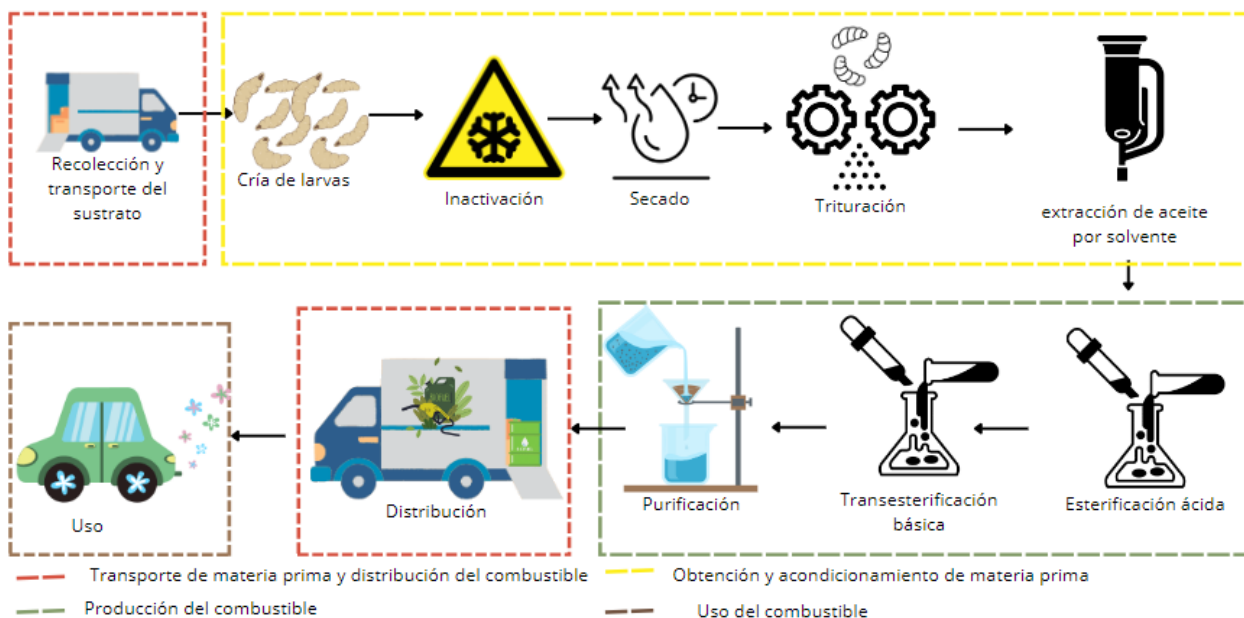 Recolección y
transporte del
sustrato
Cría de larvas
Inactivación
Secado
Trituración
extracción de aceite
por solvente
Esterificación ácida
Transesterificación
básica
Purificación
Distribución
Uso
Transporte de materia prima y distribución del combustible
Obtención y acondicionamiento de materia prima
Producción del combustible
Uso del combustible